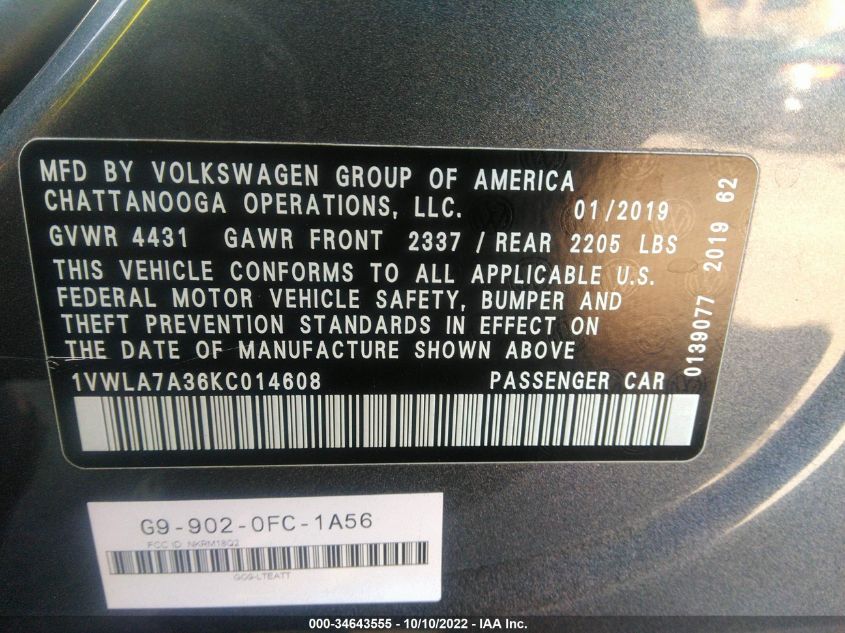 MFD BY VOLKSWAGEN GROUP OF AMERICA
CHATTANOOGA OPERATIONS, LLC. 01/2019
GVWR 4431 GAWR FRONT 2337 / REAR 2205 LBS
THIS VEHICLE CONFORMS TO ALL APPLICABLE U.S.
FEDERAL MOTOR VEHICLE SAFETY, BUMPER AND
THEFT PREVENTION STANDARDS IN EFFECT ON
THE DATE OF MANUFACTURE SHOWN ABOVE
1VWLA7A36KC014608 PASSENGER CAR
0139077 2019 62
G9-902-0FC-1A56
FCC ID: NKRM18Q2
GO9-LTEATT
000-34643555 - 10/10/2022 - IAA Inc.